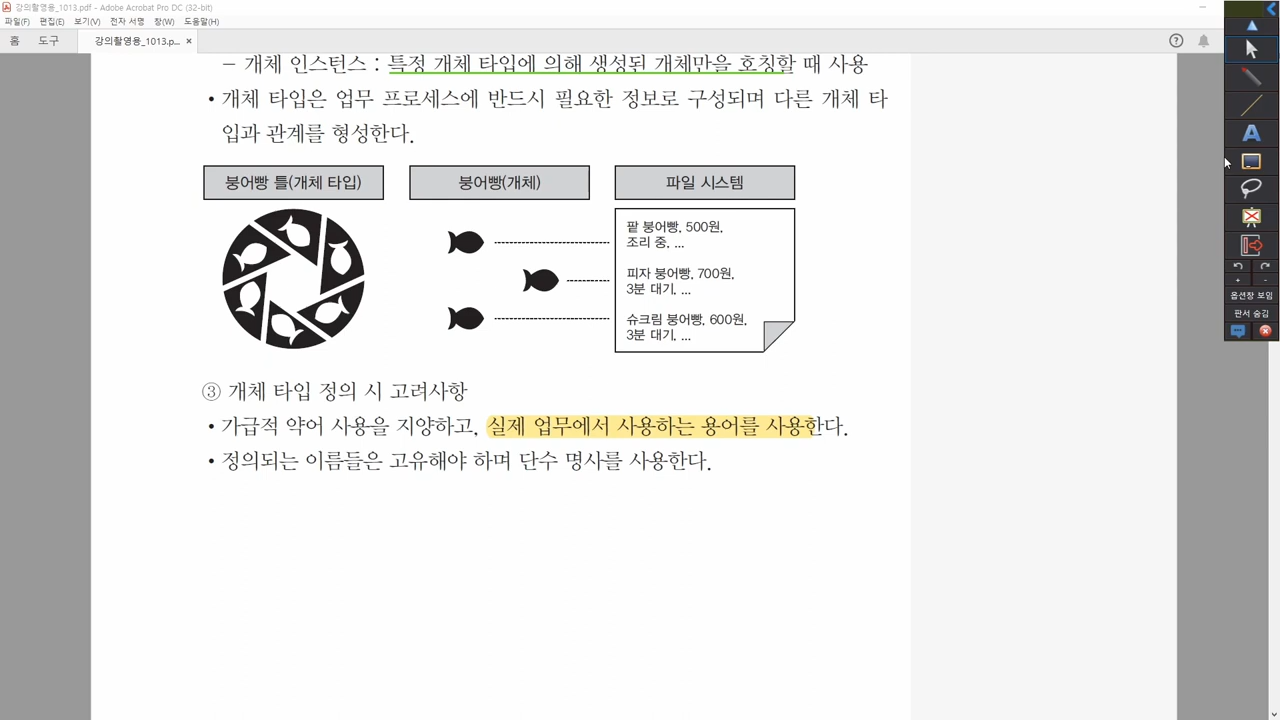 강의촬영용_1013.pdf - Adobe Acrobat Pro DC (32-bit)
파일(F) 편집(E) 보기(V) 전자 서명 창(W) 도움말(H)
홈 도구 강의촬영용_1013.p... ×
– 개체 인스턴스 : 특정 개체 타입에 의해 생성된 개체만을 호칭할 때 사용
• 개체 타입은 업무 프로세스에 반드시 필요한 정보로 구성되며 다른 개체 타
입과 관계를 형성한다.
붕어빵 틀(개체 타입) 붕어빵(개체) 파일 시스템
팥 붕어빵, 500원,
조리 중, ...
피자 붕어빵, 700원,
3분 대기, ...
슈크림 붕어빵, 600원,
3분 대기, ...
③ 개체 타입 정의 시 고려사항
• 가급적 약어 사용을 지양하고, 실제 업무에서 사용하는 용어를 사용한다.
• 정의되는 이름들은 고유해야 하며 단수 명사를 사용한다.
A
옵션창 보임
판서 숨김